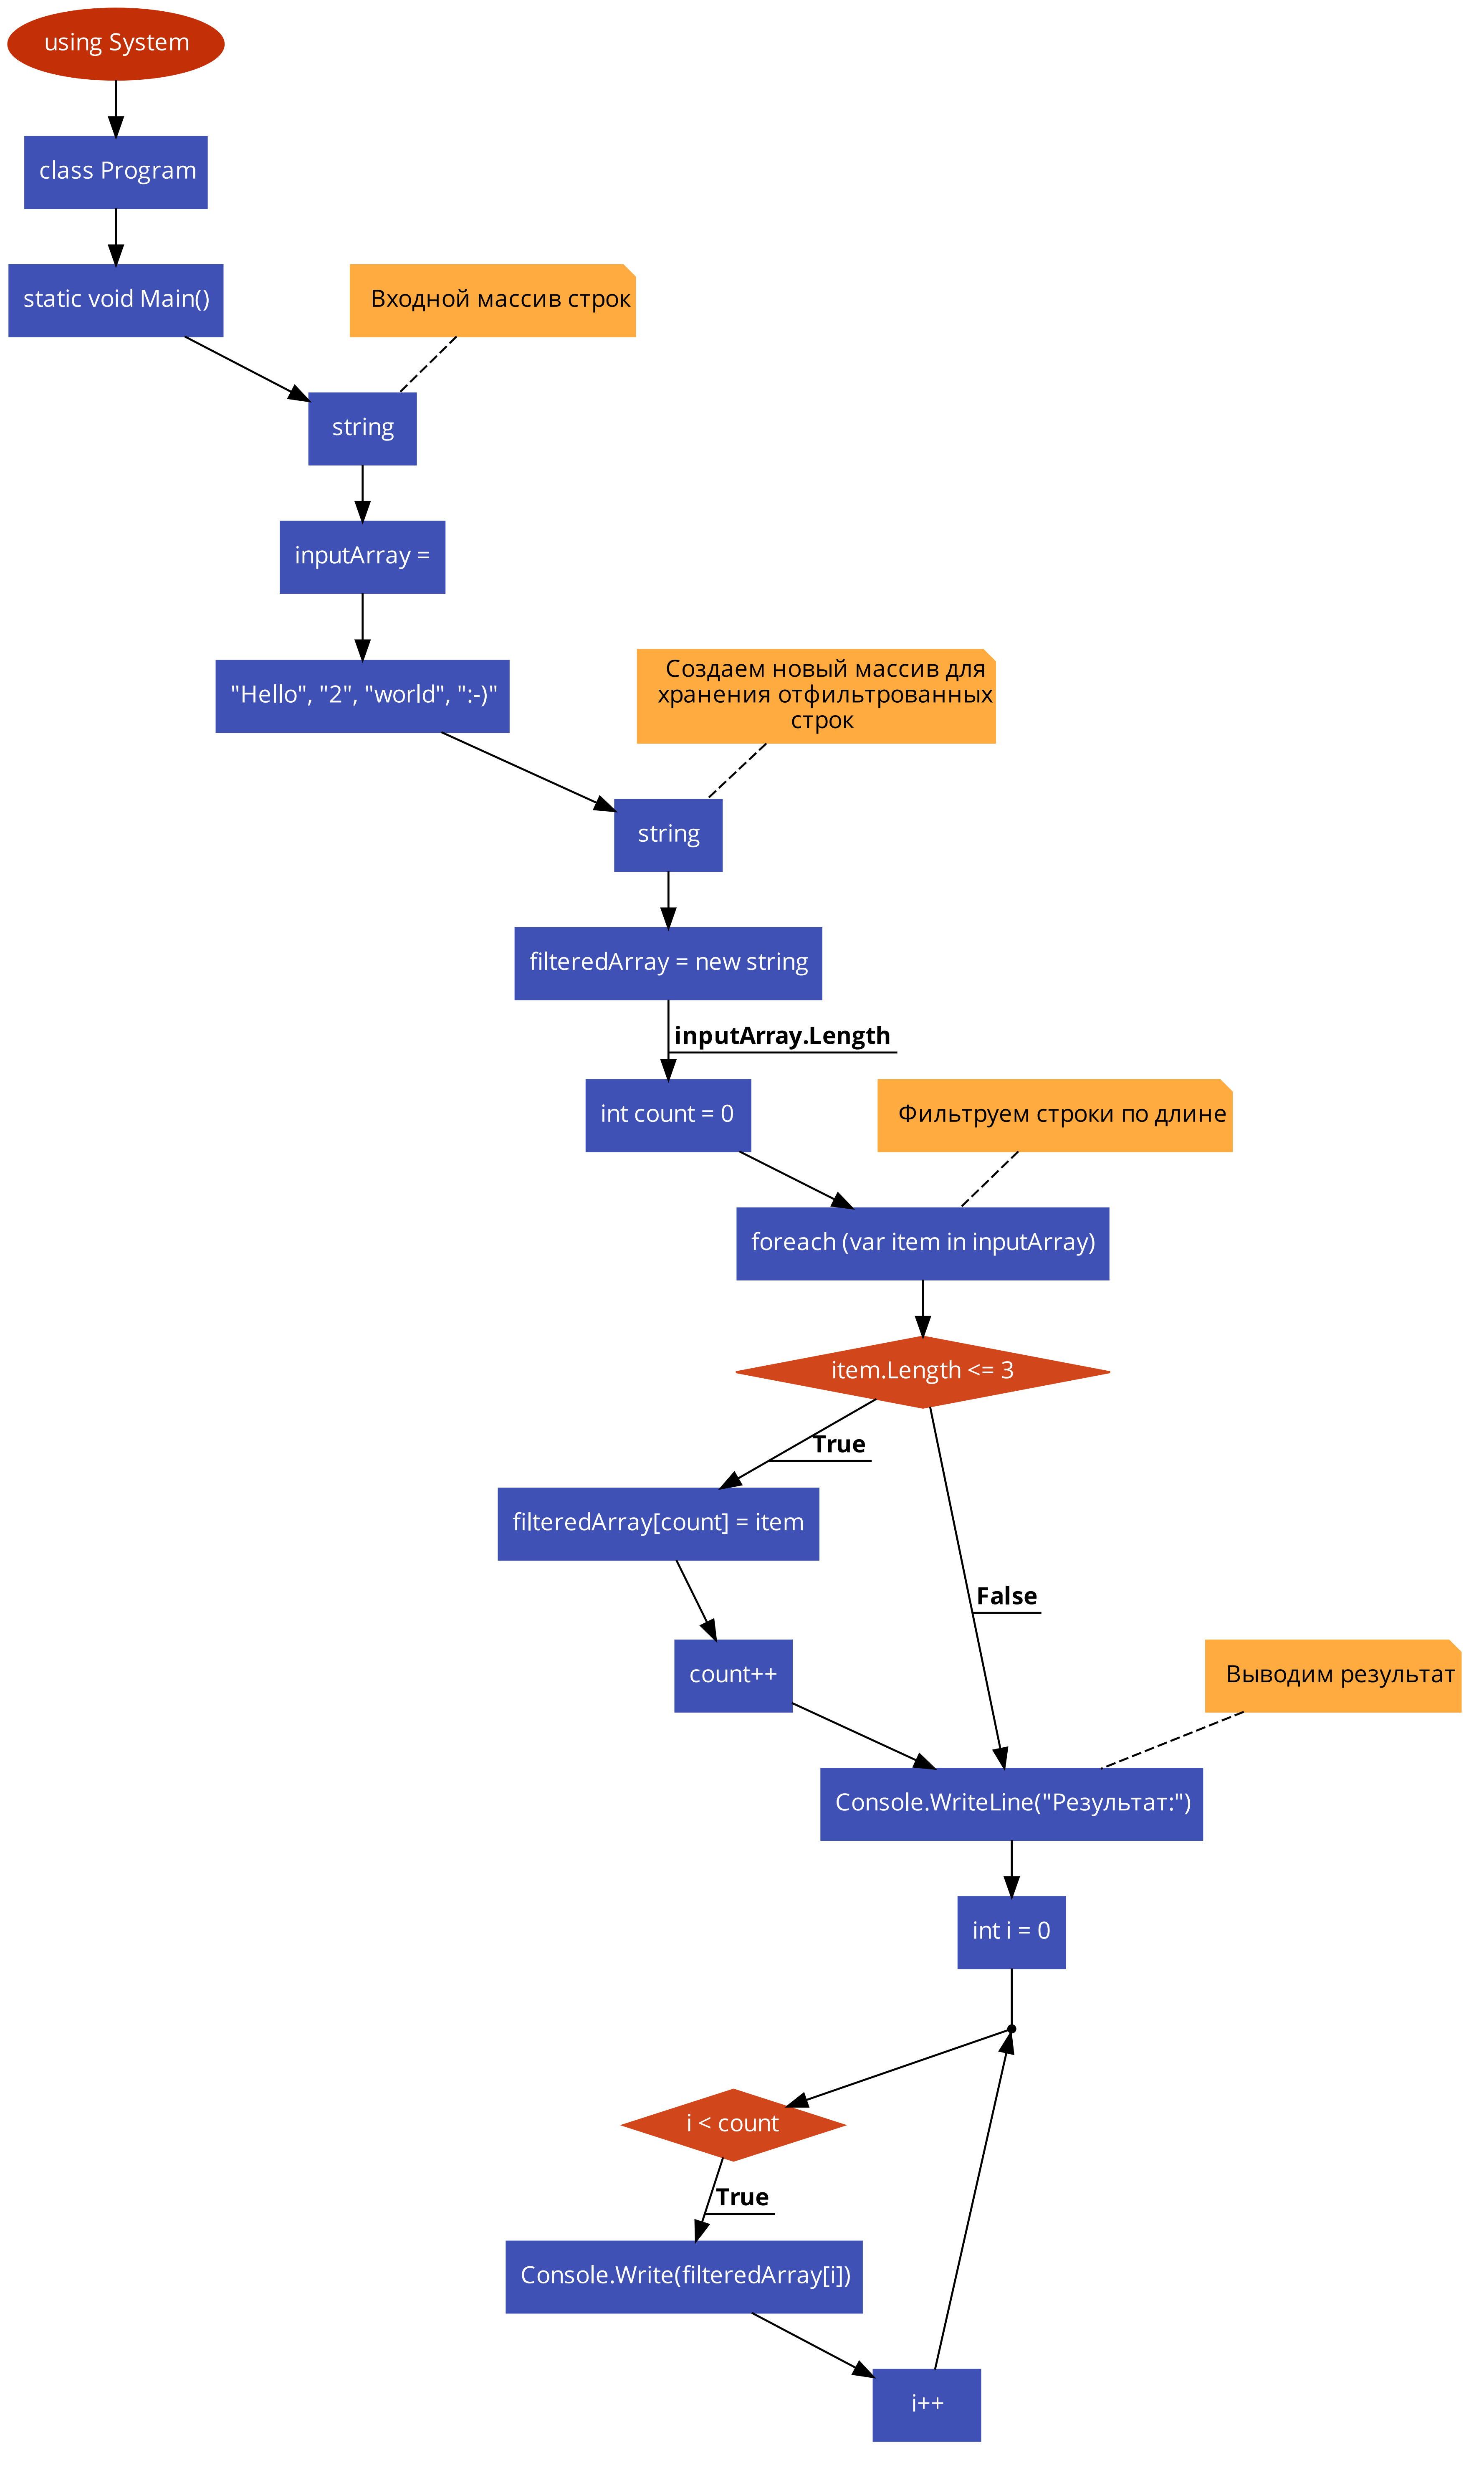 using System
class Program
static void Main()
Входной массив строк
string
inputArray =
"Hello", "2", "world", ":-)"
Создаем новый массив для
хранения отфильтрованных
строк
string
filteredArray = new string
inputArray.Length
int count = 0
Фильтруем строки по длине
foreach (var item in inputArray)
item.Length <= 3
True
filteredArray[count] = item
False
count++
Выводим результат
Console.WriteLine("Результат:")
int i = 0
i < count
True
Console.Write(filteredArray[i])
i++